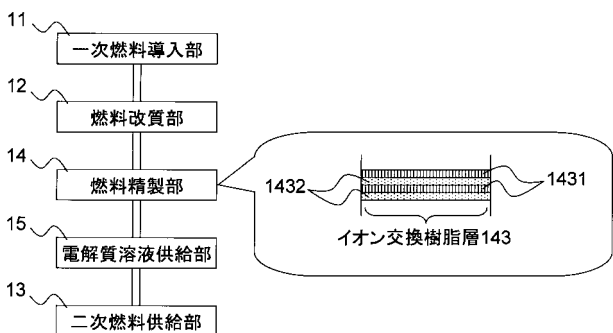 11
一次燃料導入部
12
燃料改質部
14
燃料精製部
15
電解質溶液供給部
13
二次燃料供給部
1432
1431
イオン交換樹脂層143